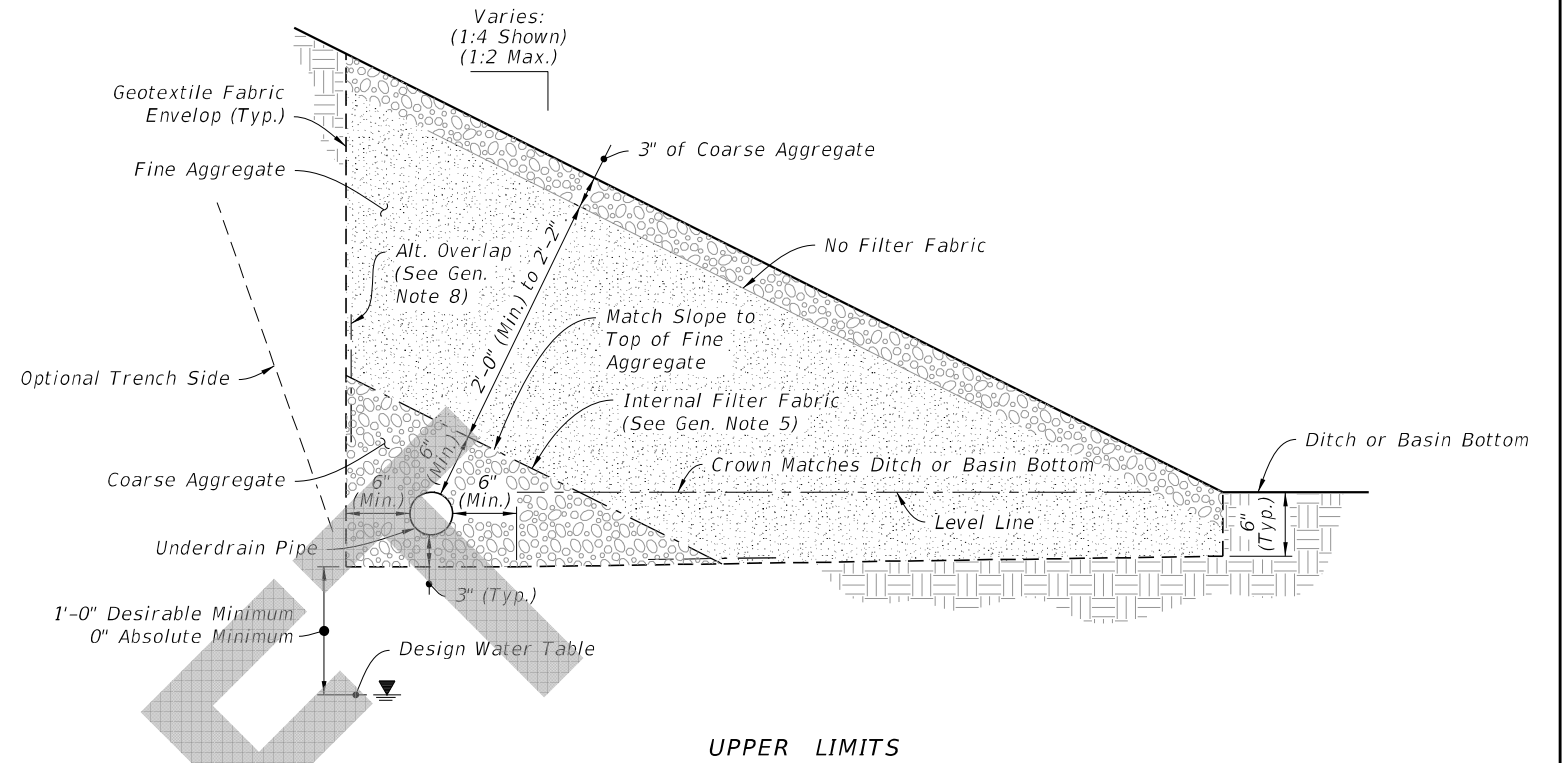 Varies:
(1:4 Shown)
(1:2 Max.)
Geotextile Fabric
Envelop (Typ.)
3" of Coarse Aggregate
Fine Aggregate
No Filter Fabric
Alt. Overlap
(See Gen.
Note 8)
2'-0" (Min.) to 2'-2"
Match Slope to
Top of Fine
Aggregate
Optional Trench Side
Internal Filter Fabric
(See Gen. Note 5)
Ditch or Basin Bottom
6"
(Min.)
Crown Matches Ditch or Basin Bottom
Coarse Aggregate
6"
(Min.)
6"
(Min.)
Level Line
6"
(Typ.)
Underdrain Pipe
3" (Typ.)
1'-0" Desirable Minimum
0" Absolute Minimum
Design Water Table
UPPER LIMITS